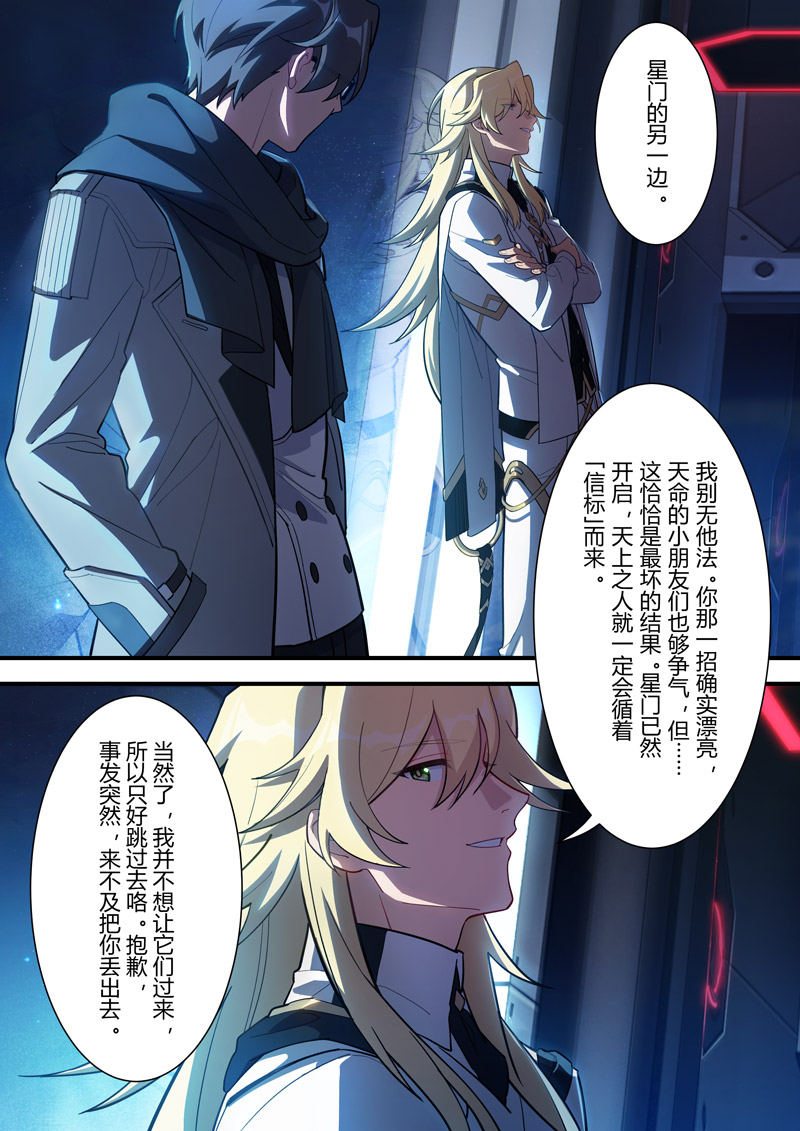 星门的另一边。
我别无他法。你那一招确实漂亮，
天命的小朋友们也够争气，但……
这恰恰是最坏的结果。星门已然
开启，天上之人就一定会循着
「信标」而来。
当然了，我并不想让它们过来，
所以只好跳过去咯。抱歉，
事发突然，来不及把你丢出去。